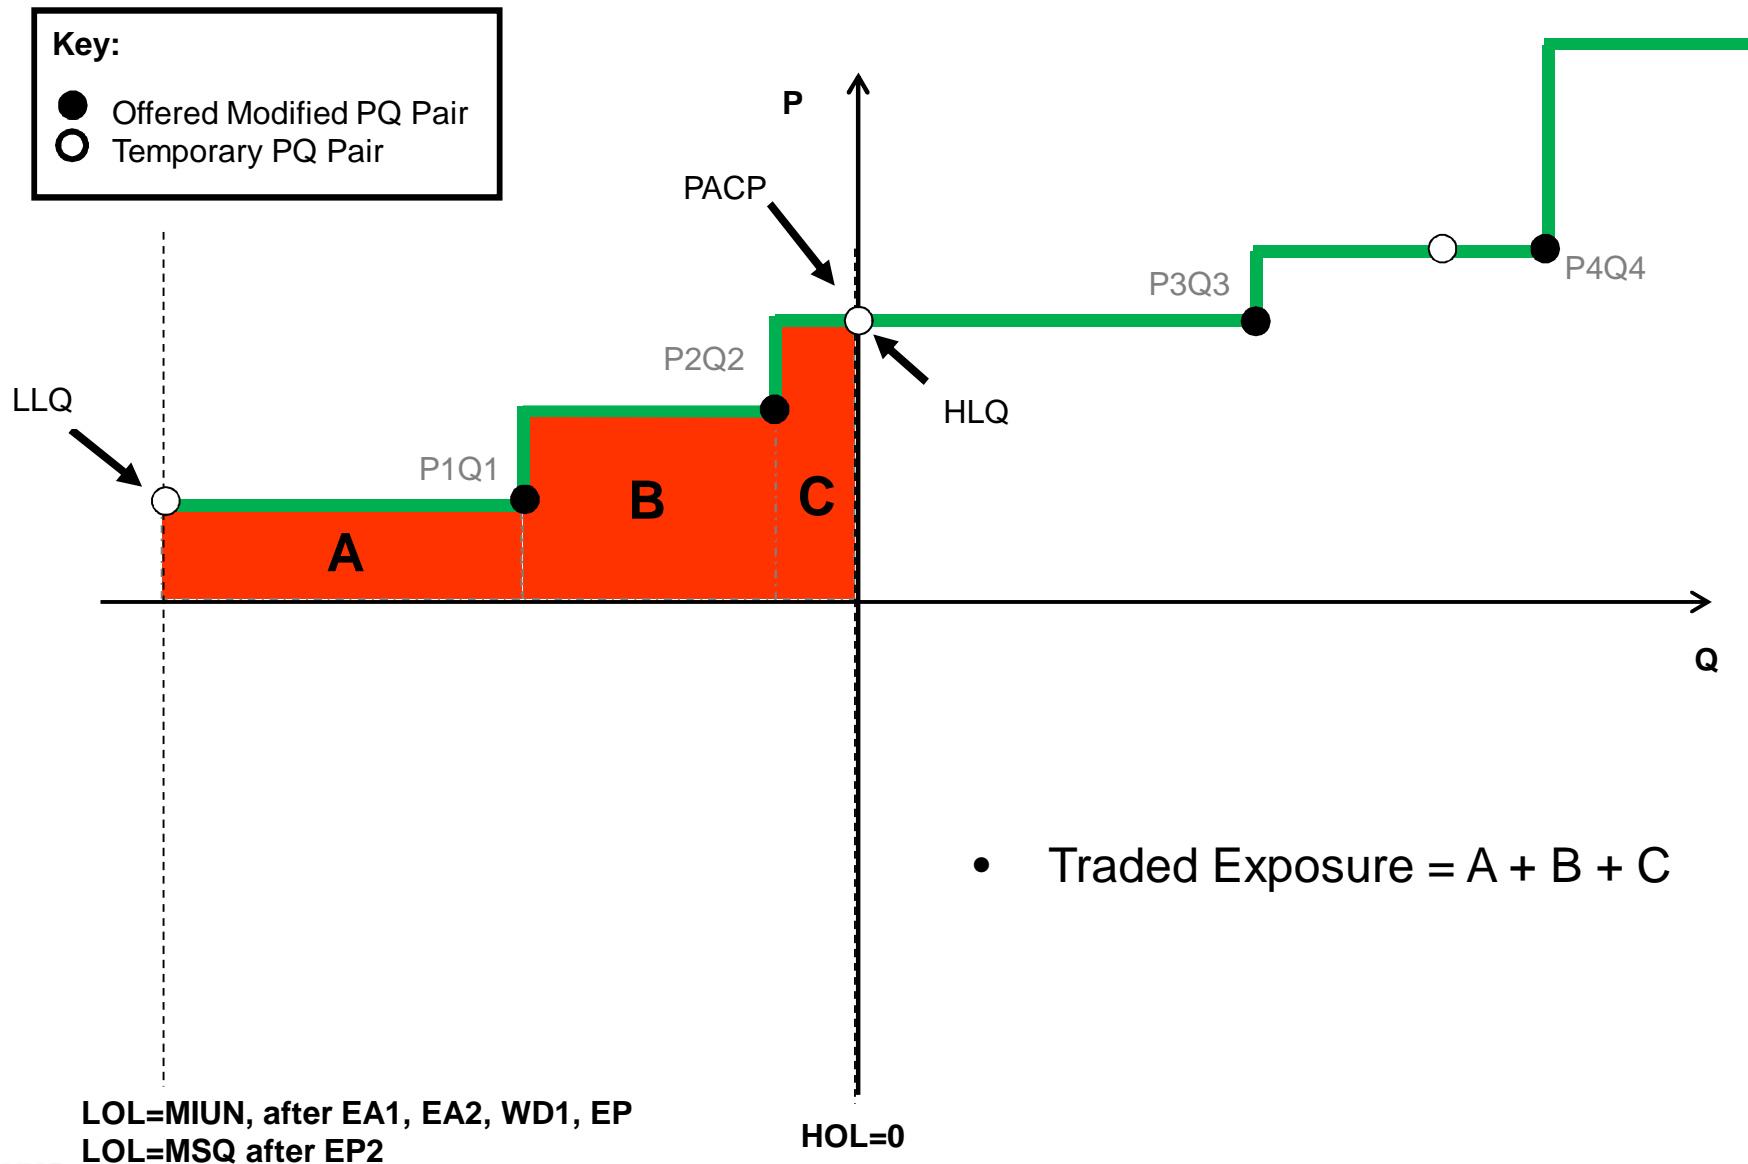 Key:
Offered Modified PQ Pair
Temporary PQ Pair
P
PACP
P3Q3
P4Q4
P2Q2
LLQ
HLQ
P1Q1
B
C
A
Q
• Traded Exposure = A + B + C
LOL=MIUN, after EA1, EA2, WD1, EP
LOL=MSQ after EP2
HOL=0